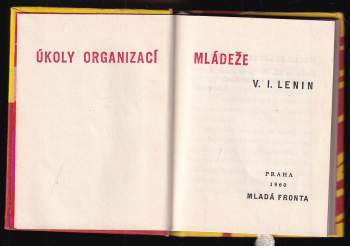 ÚKOLY ORGANIZACÍ MLÁDEŽE
V. I. LENIN
PRAHA
1960
MLADÁ FRONTA